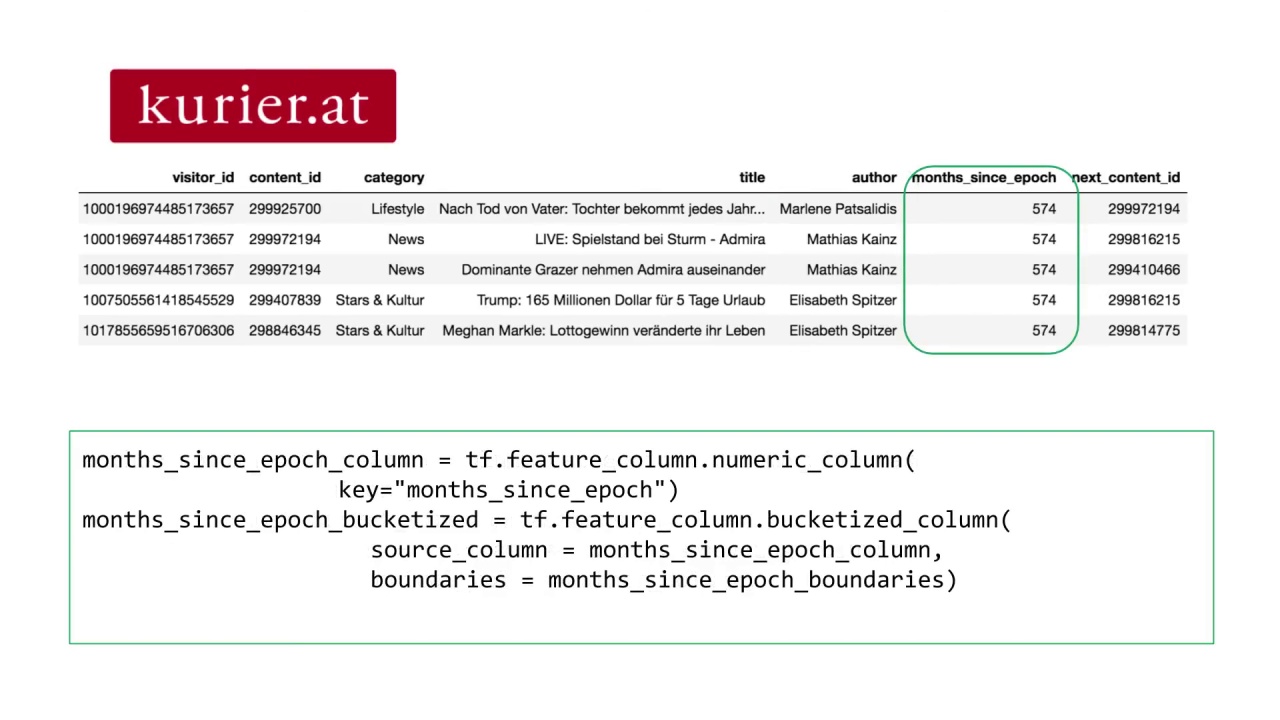 kurier.at
visitor_id content_id category title author months_since_epoch next_content_id
1000196974485173657 299925700 Lifestyle Nach Tod von Vater: Tochter bekommt jedes Jahr... Marlene Patsalidis 574 299972194
1000196974485173657 299972194 News LIVE: Spielstand bei Sturm - Admira Mathias Kainz 574 299816215
1000196974485173657 299972194 News Dominante Grazer nehmen Admira auseinander Mathias Kainz 574 299410466
1007505561418545529 299407839 Stars & Kultur Trump: 165 Millionen Dollar für 5 Tage Urlaub Elisabeth Spitzer 574 299816215
1017855659516706306 298846345 Stars & Kultur Meghan Markle: Lottogewinn veränderte ihr Leben Elisabeth Spitzer 574 299814775
months_since_epoch_column = tf.feature_column.numeric_column(
key="months_since_epoch")
months_since_epoch_bucketized = tf.feature_column.bucketized_column(
source_column = months_since_epoch_column,
boundaries = months_since_epoch_boundaries)